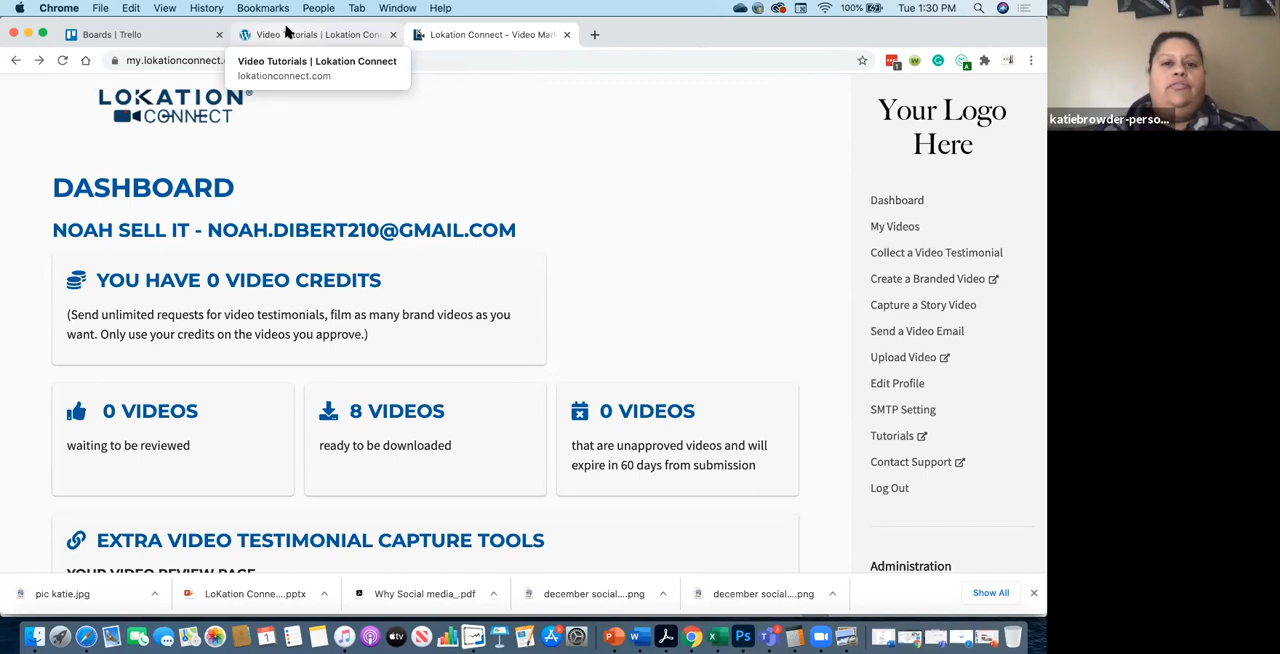 Chrome File Edit View History Bookmarks People Tab Window Help 100% Tue 1:30 PM
Boards | Trello
Video Tutorials | Lokation Con
Lokation Connect - Video Mar
my.lokationconnect.
Video Tutorials | Lokation Connect
lokationconnect.com
LOKATION®
CONNECT
DASHBOARD
NOAH SELL IT - NOAH.DIBERT210@GMAIL.COM
YOU HAVE 0 VIDEO CREDITS
(Send unlimited requests for video testimonials, film as many brand videos as you
want. Only use your credits on the videos you approve.)
0 VIDEOS
waiting to be reviewed
8 VIDEOS
ready to be downloaded
0 VIDEOS
that are unapproved videos and will
expire in 60 days from submission
EXTRA VIDEO TESTIMONIAL CAPTURE TOOLS
YOUR VIDEO REVIEW PAGE
Your Logo
Here
Dashboard
My Videos
Collect a Video Testimonial
Create a Branded Video
Capture a Story Video
Send a Video Email
Upload Video
Edit Profile
SMTP Setting
Tutorials
Contact Support
Log Out
Administration
katiebrowder-perso...
pic katie.jpg
LoKation Conne....pptx
Why Social media_.pdf
december social....png
december social....png
Show All